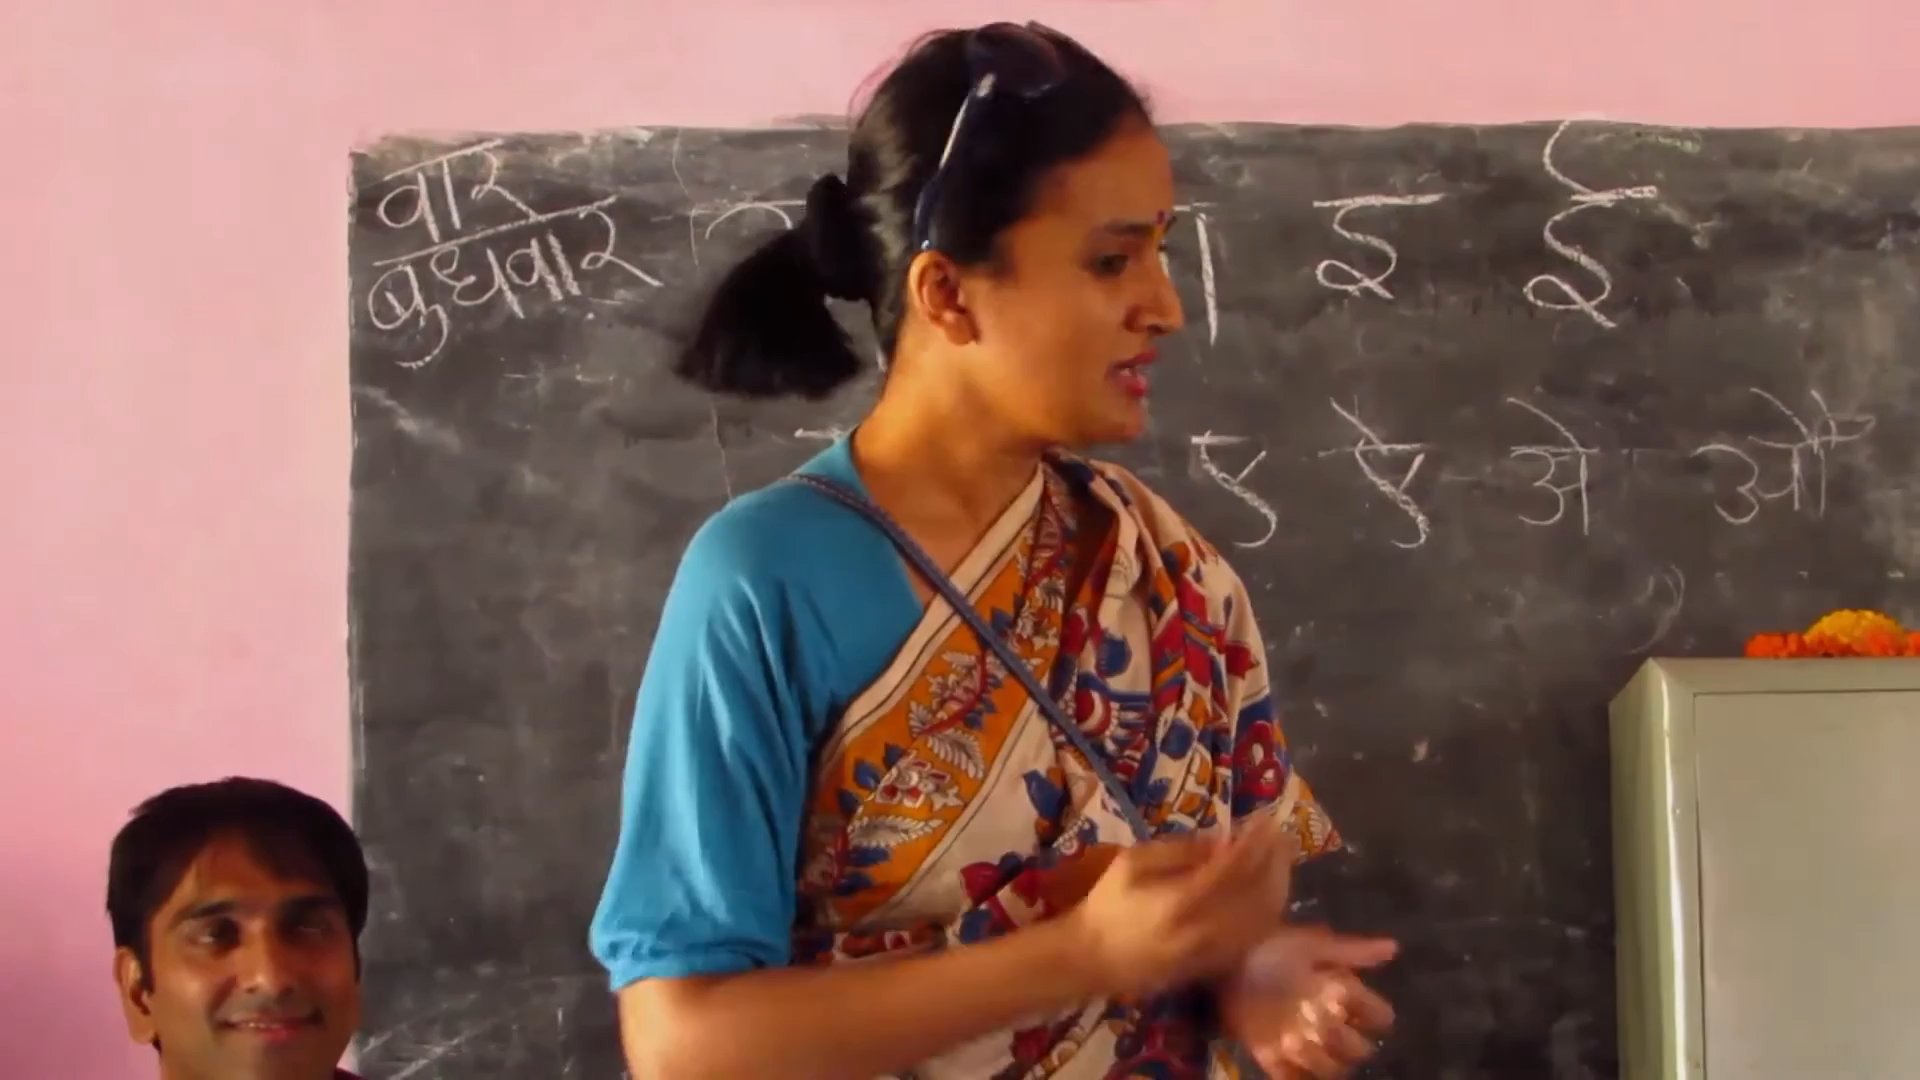 वार
बुधवार
इ ई
ए ऐ अे ओ